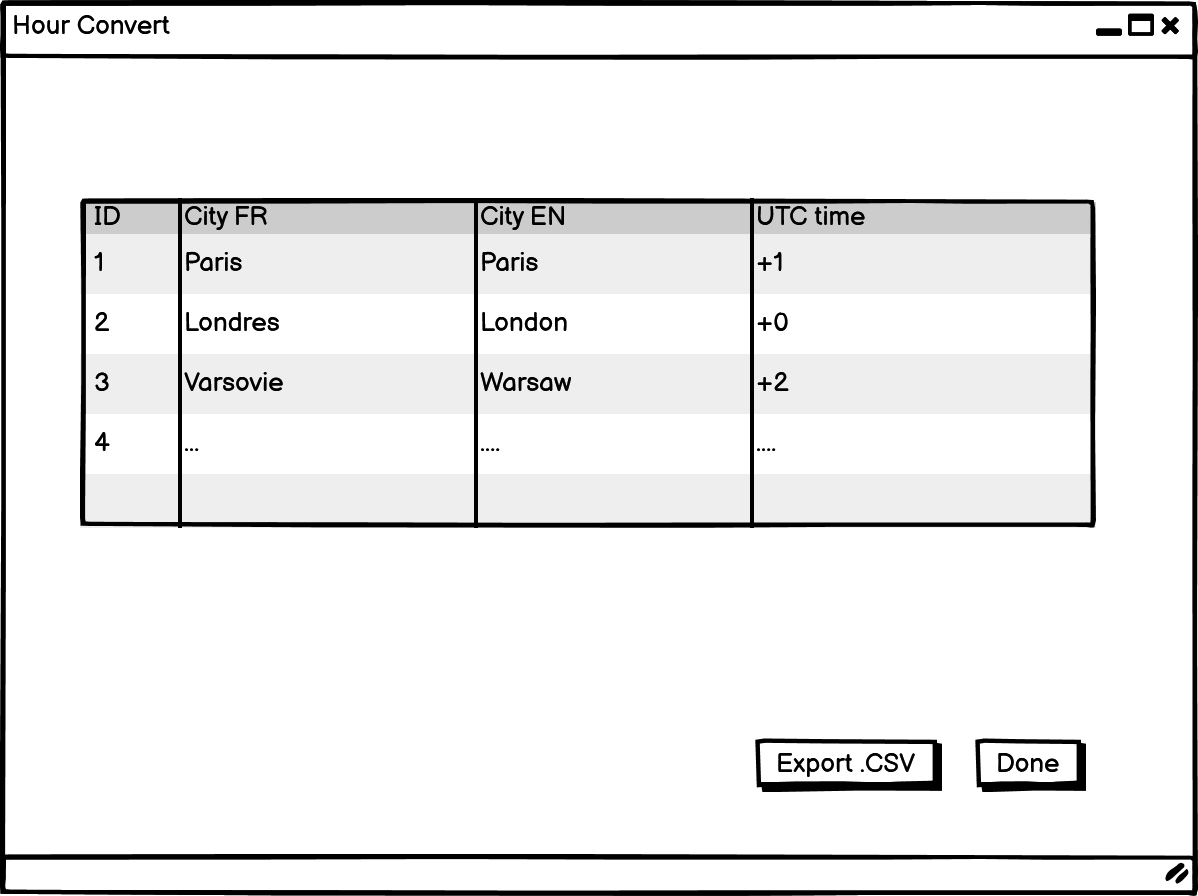 Hour Convert
ID City FR City EN UTC time
1 Paris Paris +1
2 Londres London +0
3 Varsovie Warsaw +2
4 ... .... ....
Export .CSV Done